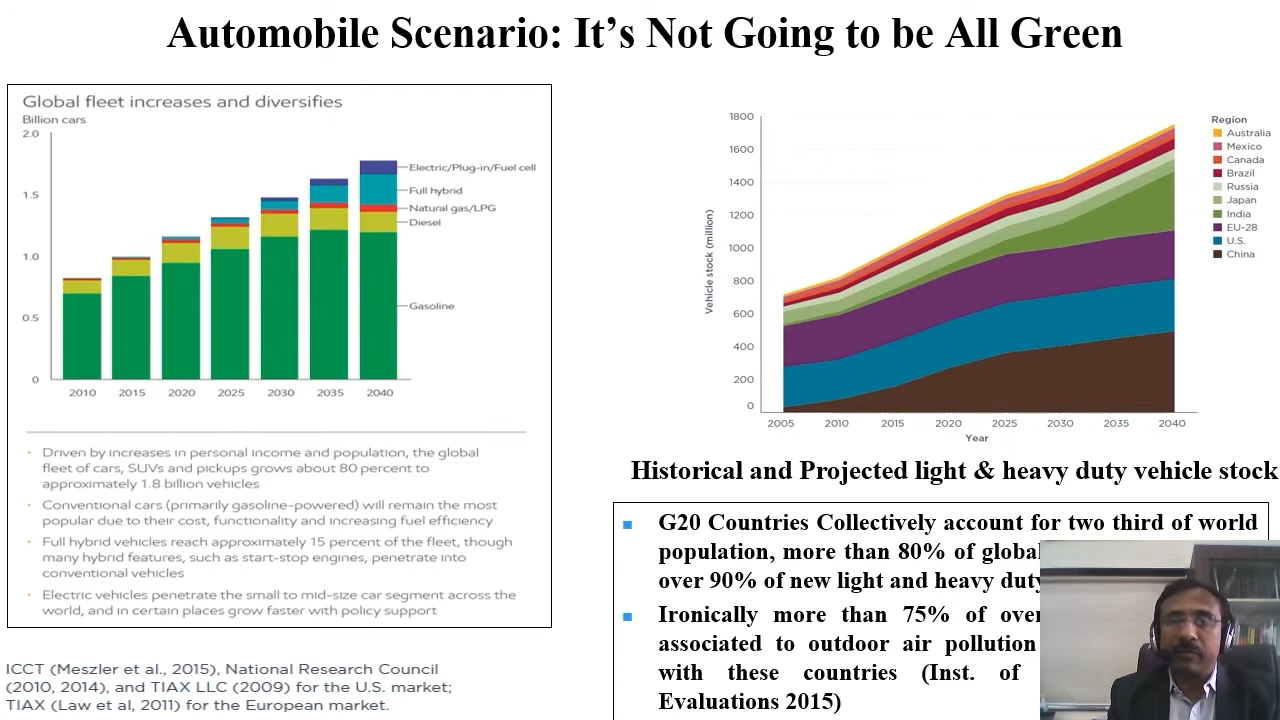 Automobile Scenario: It's Not Going to be All Green
Global fleet increases and diversifies
Billion cars
2.0
1.5
1.0
0.5
0
2010 2015 2020 2025 2030 2035 2040
Electric/Plug-in/Fuel cell
Full hybrid
Natural gas/LPG
Diesel
Gasoline
• Driven by increases in personal income and population, the global
fleet of cars, SUVs and pickups grows about 80 percent to
approximately 1.8 billion vehicles
• Conventional cars (primarily gasoline-powered) will remain the most
popular due to their cost, functionality and increasing fuel efficiency
• Full hybrid vehicles reach approximately 15 percent of the fleet, though
many hybrid features, such as start-stop engines, penetrate into
conventional vehicles
• Electric vehicles penetrate the small to mid-size car segment across the
world, and in certain places grow faster with policy support
ICCT (Meszler et al., 2015), National Research Council
(2010, 2014), and TIAX LLC (2009) for the U.S. market;
TIAX (Law et al, 2011) for the European market.
Vehicle stock (million)
1800
1600
1400
1200
1000
800
600
400
200
0
2005 2010 2015 2020 2025 2030 2035 2040
Year
Region
Australia
Mexico
Canada
Brazil
Russia
Japan
India
EU-28
U.S.
China
Historical and Projected light & heavy duty vehicle stock
G20 Countries Collectively account for two third of world
population, more than 80% of global
over 90% of new light and heavy duty
Ironically more than 75% of over
associated to outdoor air pollution
with these countries (Inst. of
Evaluations 2015)